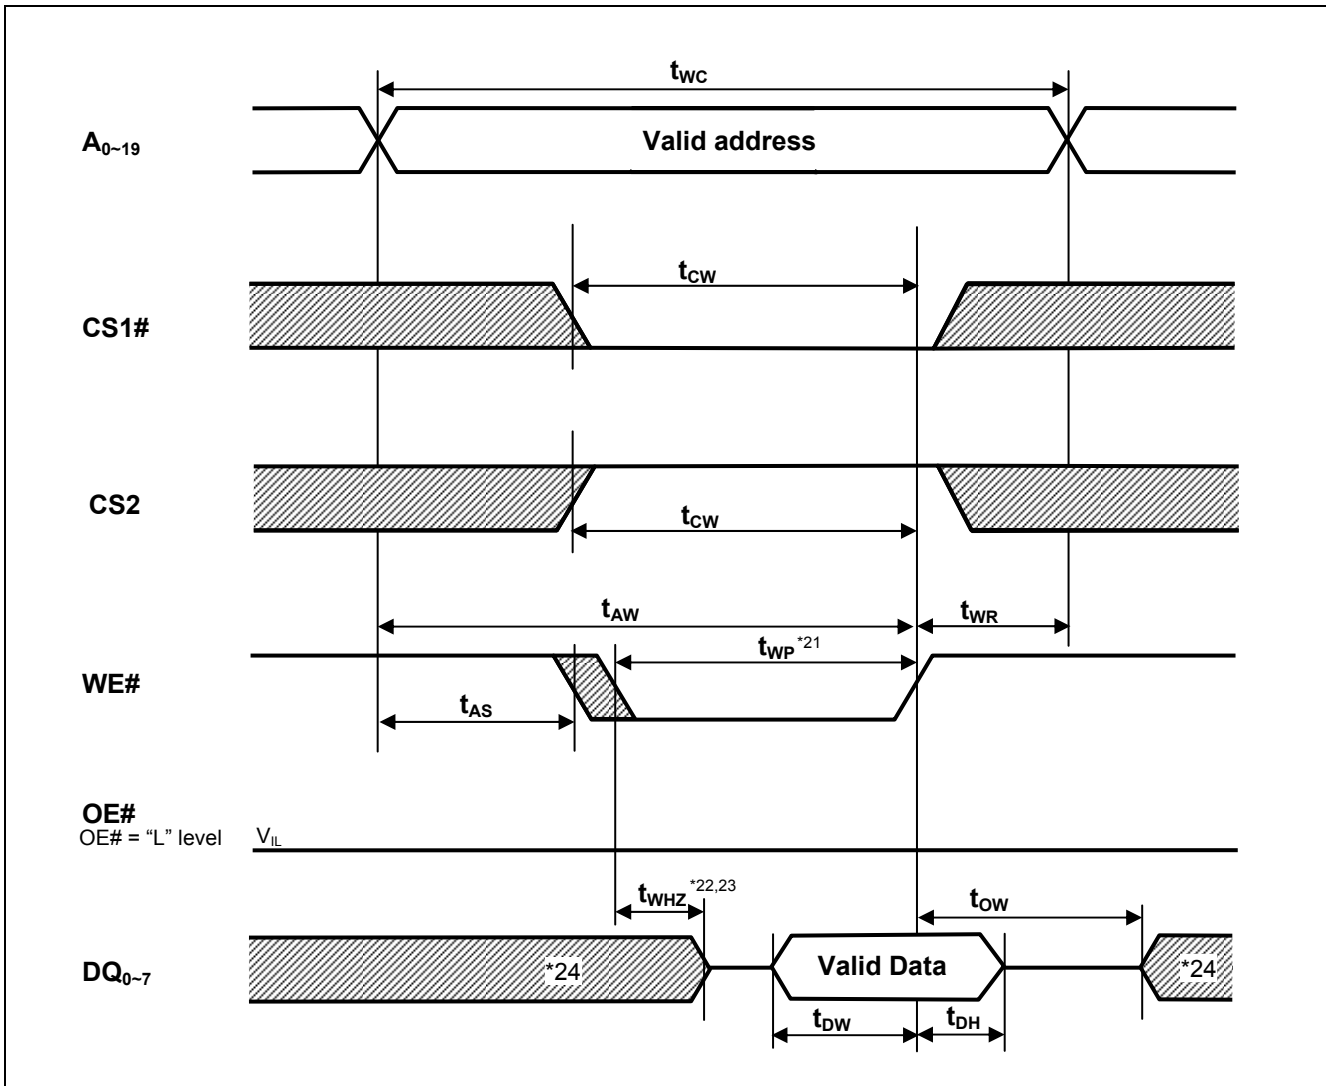 tWC
A0~19
Valid address
tCW
CS1#
CS2
tCW
tAW
tWR
tWP *21
WE#
tAS
OE#
OE# = “L” level VIL
tWHZ *22,23
tOW
DQ0~7
*24
Valid Data
*24
tDW
tDH